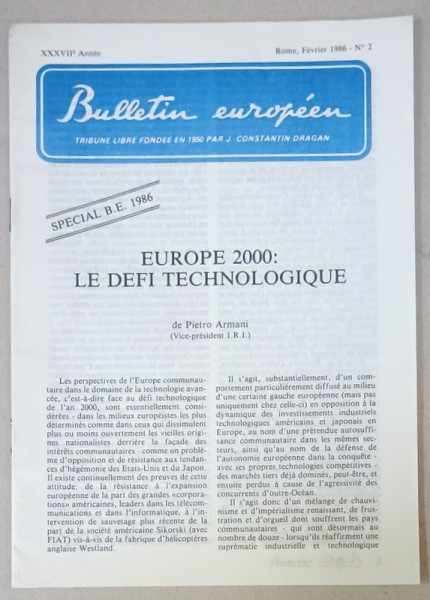 XXXVIIe Année
Rome, Février 1986 - N° 2
Bulletin européen
TRIBUNE LIBRE FONDEE EN 1950 PAR J. CONSTANTIN DRAGAN
SPECIAL B.E. 1986
EUROPE 2000:
LE DEFI TECHNOLOGIQUE
de Pietro Armani
(Vice-président I.R.I.)
Les perspectives de l'Europe communau-
taire dans le domaine de la technologie avan-
cée, c'est-à-dire face au défi technologique
de l'an 2000, sont essentiellement consi-
dérées - dans les milieux européistes les plus
déterminés comme dans ceux qui dissimulent
plus ou moins ouvertement les vieilles origi-
nes nationalistes derrière la façade des
intérêts communautaires - comme un problè-
me d'opposition et de résistance aux tendan-
ces d'hégémonie des Etats-Unis et du Japon.
Il existe continuellement des preuves de cette
attitude: de la résistance à l'expansion
européenne de la part des grandes «corpora-
tions» américaines, leaders dans les télécom-
munications et dans l'informatique, à l'in-
tervention de sauvetage plus récente de la
part de la société américaine Sikorski (avec
FIAT) vis-à-vis de la fabrique d'hélicoptères
anglaise Westland.
Il s'agit, substantiellement, d'un com-
portement particulièrement diffusé au milieu
d'une certaine gauche européenne (mais pas
uniquement chez celle-ci) en opposition à la
dynamique des investissements industriels
technologiques américains et japonais en
Europe, au nom d'une prétendue autosuffi-
sance communautaire dans les mêmes sec-
teurs, ainsi qu'au nom de la défense de
l'autonomie européenne dans la conquête -
avec ses propres technologies compétitives -
des marchés tiers déjà dominés, peut-être, et
ensuite perdus à cause de l'agressivité des
concurrents d'outre-Océan.
Il s'agit donc d'un mélange de chauvi-
nisme et d'impérialisme renaissant, de frus-
tration et d'orgueil dont souffrent les pays
communautaires - qui sont désormais au
nombre de douze - lorsqu'ils réaffirment une
suprématie industrielle et technologique